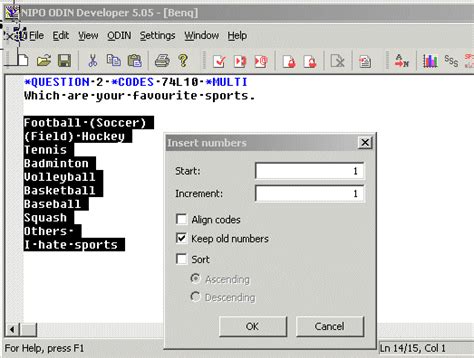 NIPO ODIN Developer 5.05 - [Benq]
File Edit View ODIN Settings Window Help
*QUESTION 2 *CODES 74L10 *MULTI
Which are your favourite sports.
Football (Soccer)
(Field) Hockey
Tennis
Badminton
Volleyball
Basketball
Baseball
Squash
Others
I hate sports
Insert numbers
Start: 1
Increment: 1
Align codes
Keep old numbers
Sort
Ascending
Descending
OK Cancel
For Help, press F1 Ln 14/15, Col 1